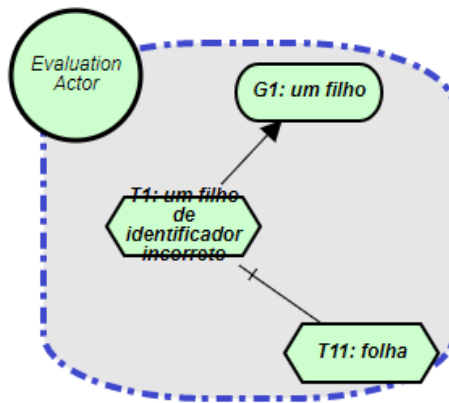 Evaluation
Actor
G1: um filho
T1: um filho
de
identificador
incorreto
T11: folha